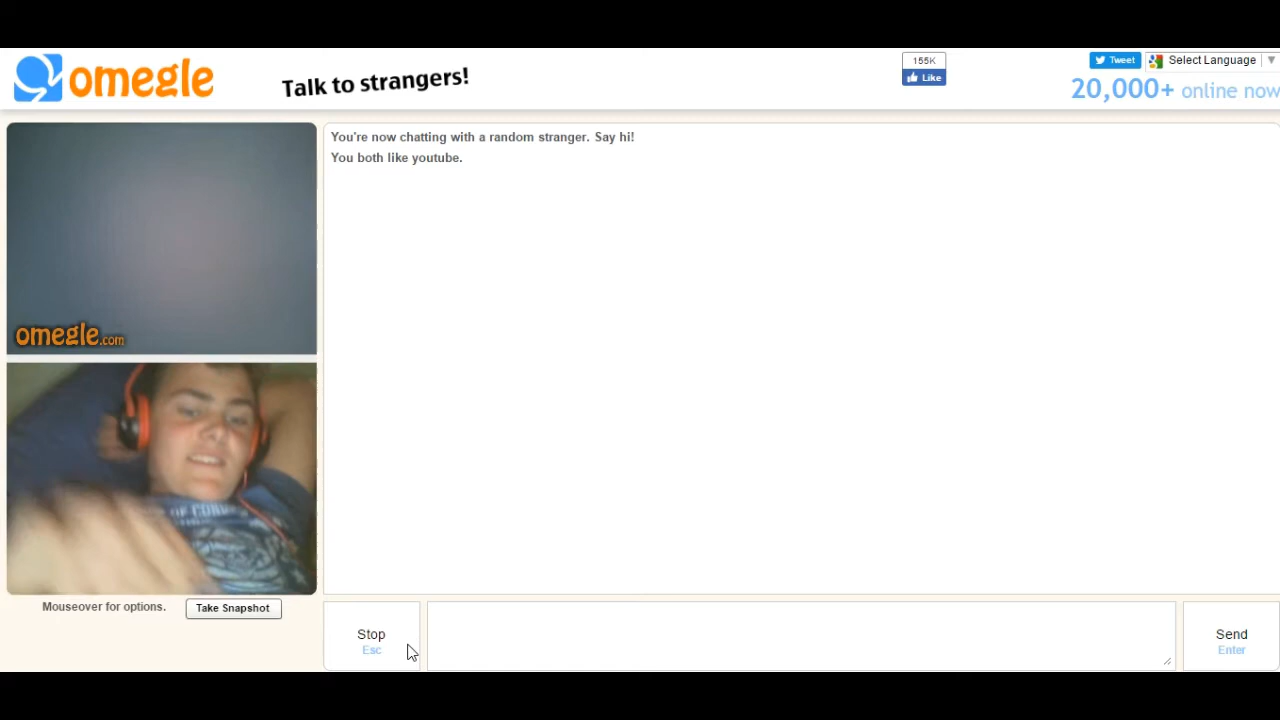 omegle
Talk to strangers!
155K
Like
Tweet
Select Language
20,000+ online now
You're now chatting with a random stranger. Say hi!
You both like youtube.
omegle.com
Mouseover for options.
Take Snapshot
Stop
Esc
Send
Enter